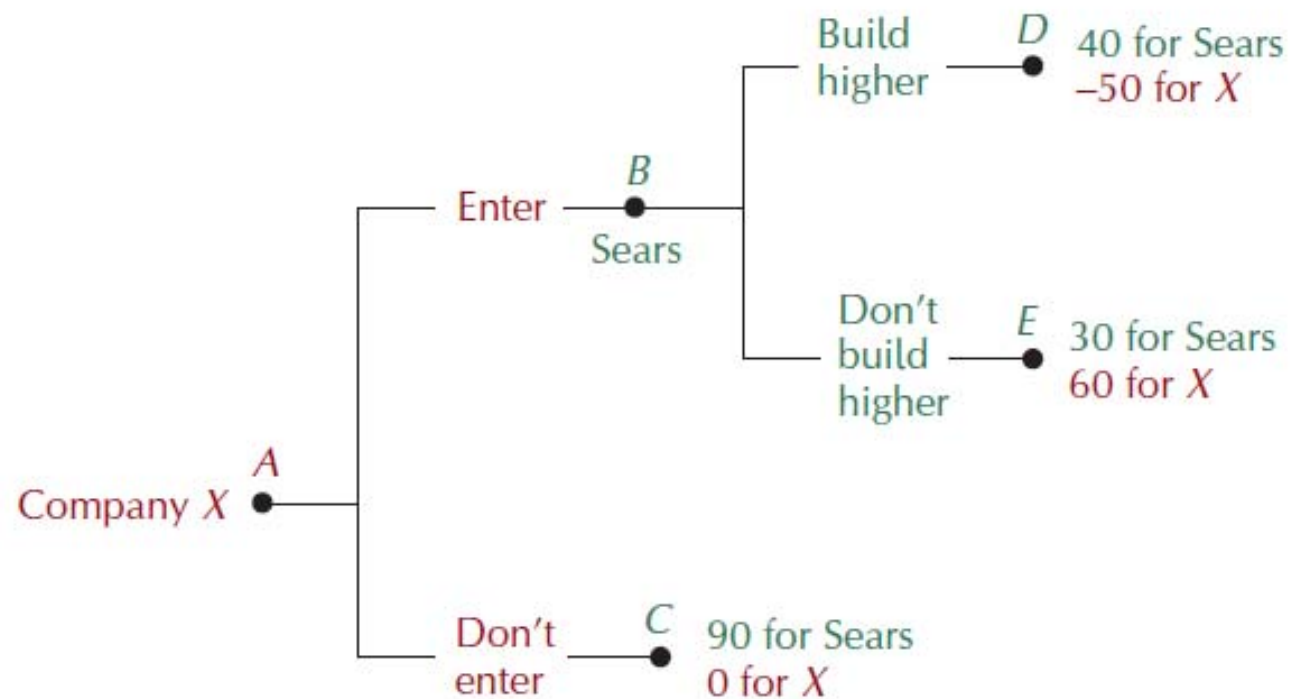 Build
higher
D
40 for Sears
–50 for X
B
Enter
Sears
Don't
build
higher
E
30 for Sears
60 for X
A
Company X
Don't
enter
C
90 for Sears
0 for X